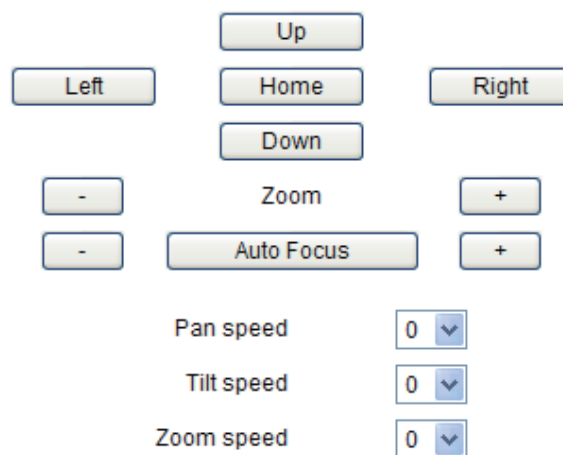 Up
Left Home Right
Down
- Zoom +
- Auto Focus +
Pan speed 0
Tilt speed 0
Zoom speed 0